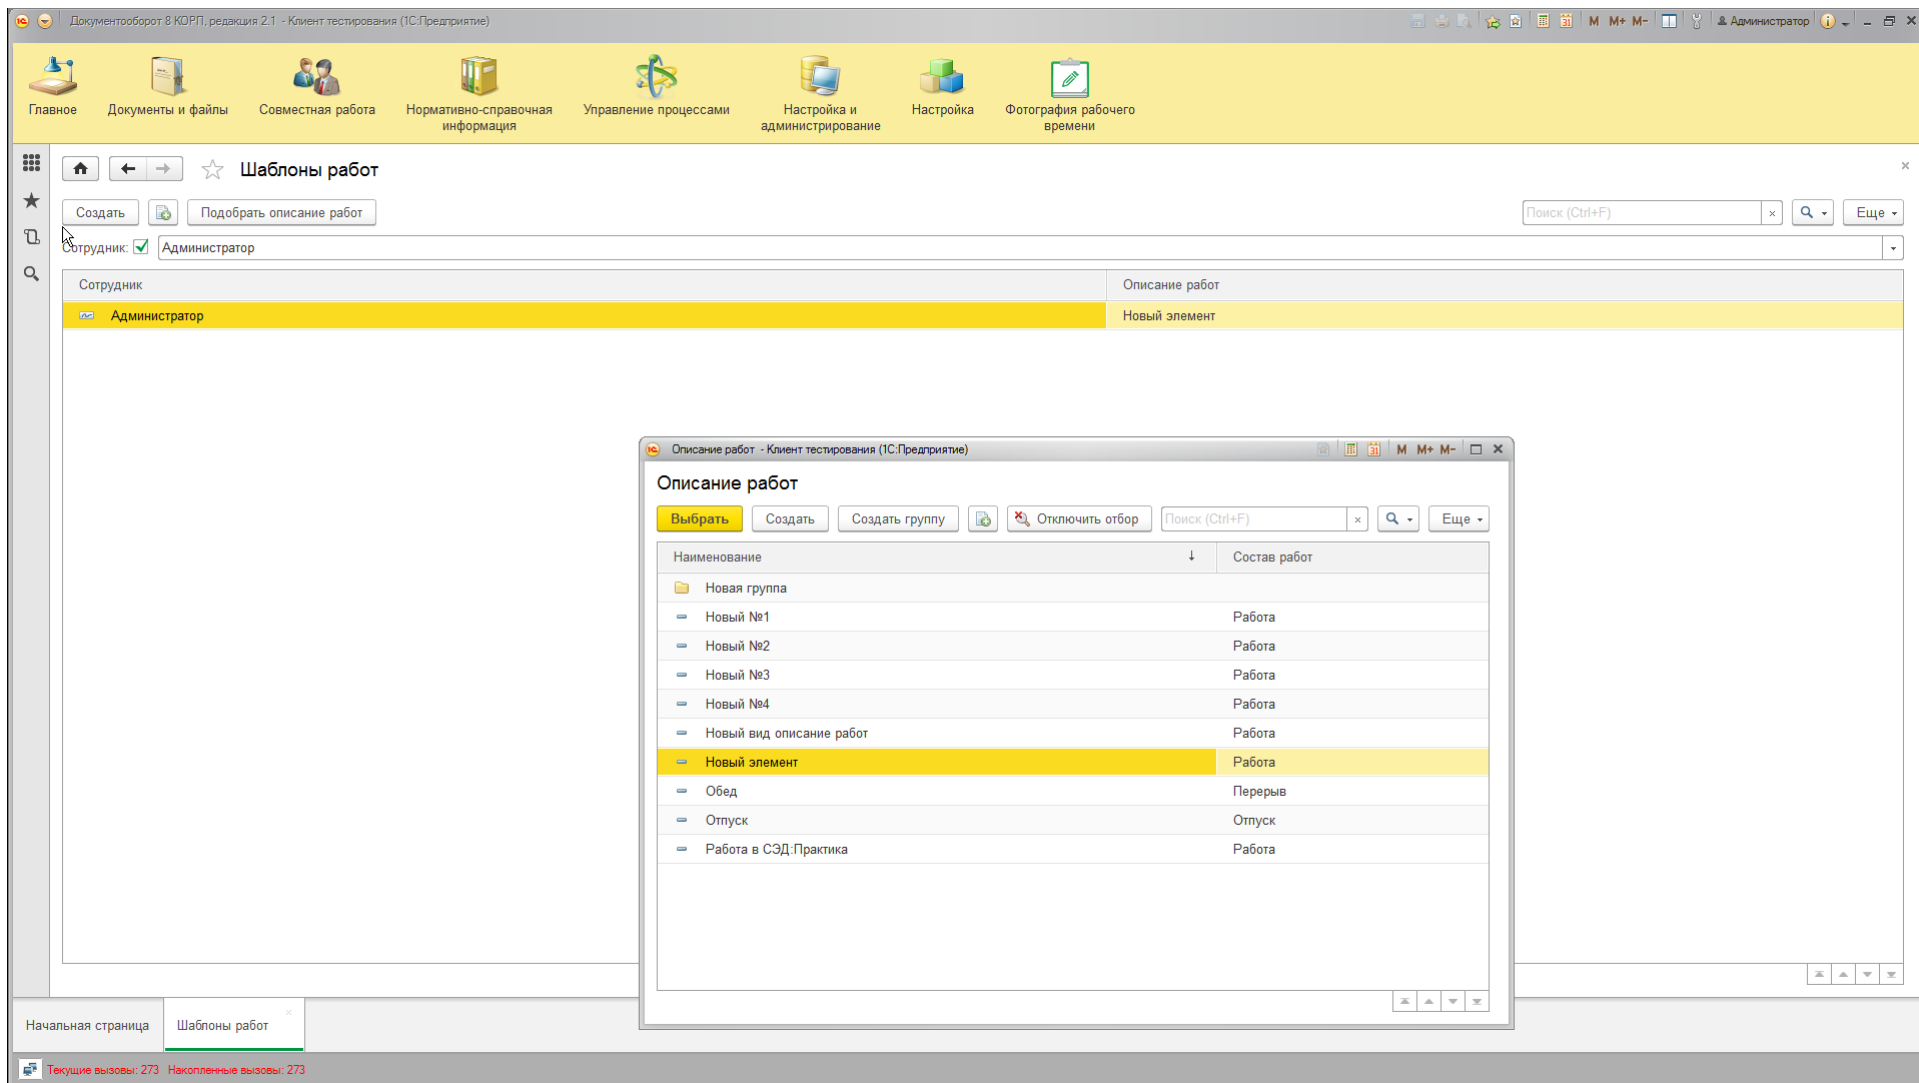 Документооборот 8 КОРП, редакция 2.1 - Клиент тестирования (1С:Предприятие)
M M+ M-
Администратор
Главное
Документы и файлы
Совместная работа
Нормативно-справочная
информация
Управление процессами
Настройка и
администрирование
Настройка
Фотография рабочего
времени
Шаблоны работ
Создать
Подобрать описание работ
Поиск (Ctrl+F)
Еще
Сотрудник:
Администратор
Сотрудник
Описание работ
Администратор
Новый элемент
Описание работ - Клиент тестирования (1С:Предприятие)
31
M M+ M-
Описание работ
Выбрать
Создать
Создать группу
Отключить отбор
Поиск (Ctrl+F)
Еще
Наименование
Состав работ
Новая группа
Новый №1
Работа
Новый №2
Работа
Новый №3
Работа
Новый №4
Работа
Новый вид описание работ
Работа
Новый элемент
Работа
Обед
Перерыв
Отпуск
Отпуск
Работа в СЭД:Практика
Работа
Начальная страница
Шаблоны работ
Текущие вызовы: 273 Накопленные вызовы: 273